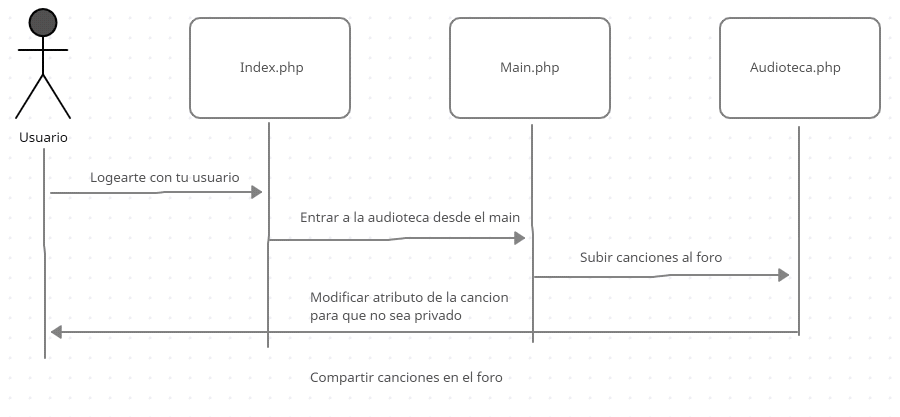 Index.php
Main.php
Audioteca.php
Usuario
Logearte con tu usuario
Entrar a la audioteca desde el main
Subir canciones al foro
Modificar atributo de la cancion
para que no sea privado
Compartir canciones en el foro